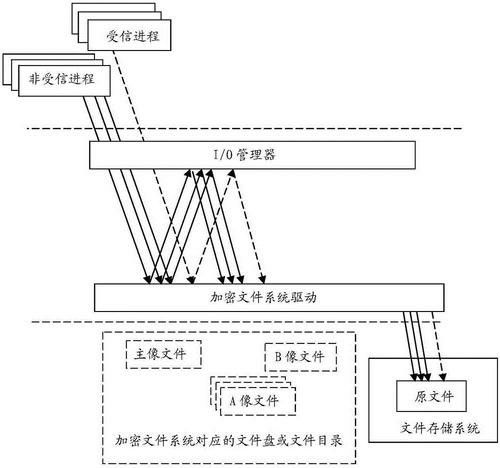 受信进程
非受信进程
I/O 管理器
加密文件系统驱动
主像文件
B 像文件
A 像文件
加密文件系统对应的文件盘或文件目录
原文件
文件存储系统